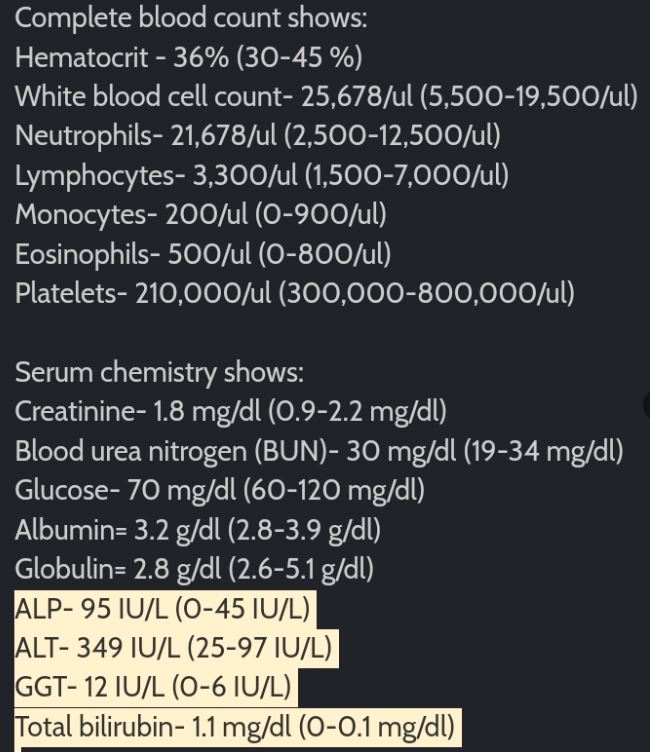 Complete blood count shows:
Hematocrit - 36% (30-45 %)
White blood cell count- 25,678/ul (5,500-19,500/ul)
Neutrophils- 21,678/ul (2,500-12,500/ul)
Lymphocytes- 3,300/ul (1,500-7,000/ul)
Monocytes- 200/ul (0-900/ul)
Eosinophils- 500/ul (0-800/ul)
Platelets- 210,000/ul (300,000-800,000/ul)
Serum chemistry shows:
Creatinine- 1.8 mg/dl (0.9-2.2 mg/dl)
Blood urea nitrogen (BUN)- 30 mg/dl (19-34 mg/dl)
Glucose- 70 mg/dl (60-120 mg/dl)
Albumin= 3.2 g/dl (2.8-3.9 g/dl)
Globulin= 2.8 g/dl (2.6-5.1 g/dl)
ALP- 95 IU/L (0-45 IU/L)
ALT- 349 IU/L (25-97 IU/L)
GGT- 12 IU/L (0-6 IU/L)
Total bilirubin- 1.1 mg/dl (0-0.1 mg/dl)